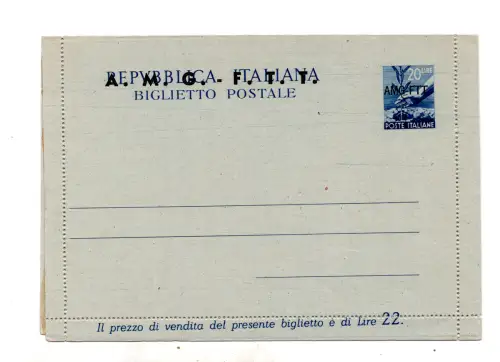 A. M. G. - F. T. T.
REPVBBLICA ITALIANA
BIGLIETTO POSTALE
20 LIRE
AMG-FTT
POSTE ITALIANE
Il prezzo di vendita del presente biglietto è di Lire 22.